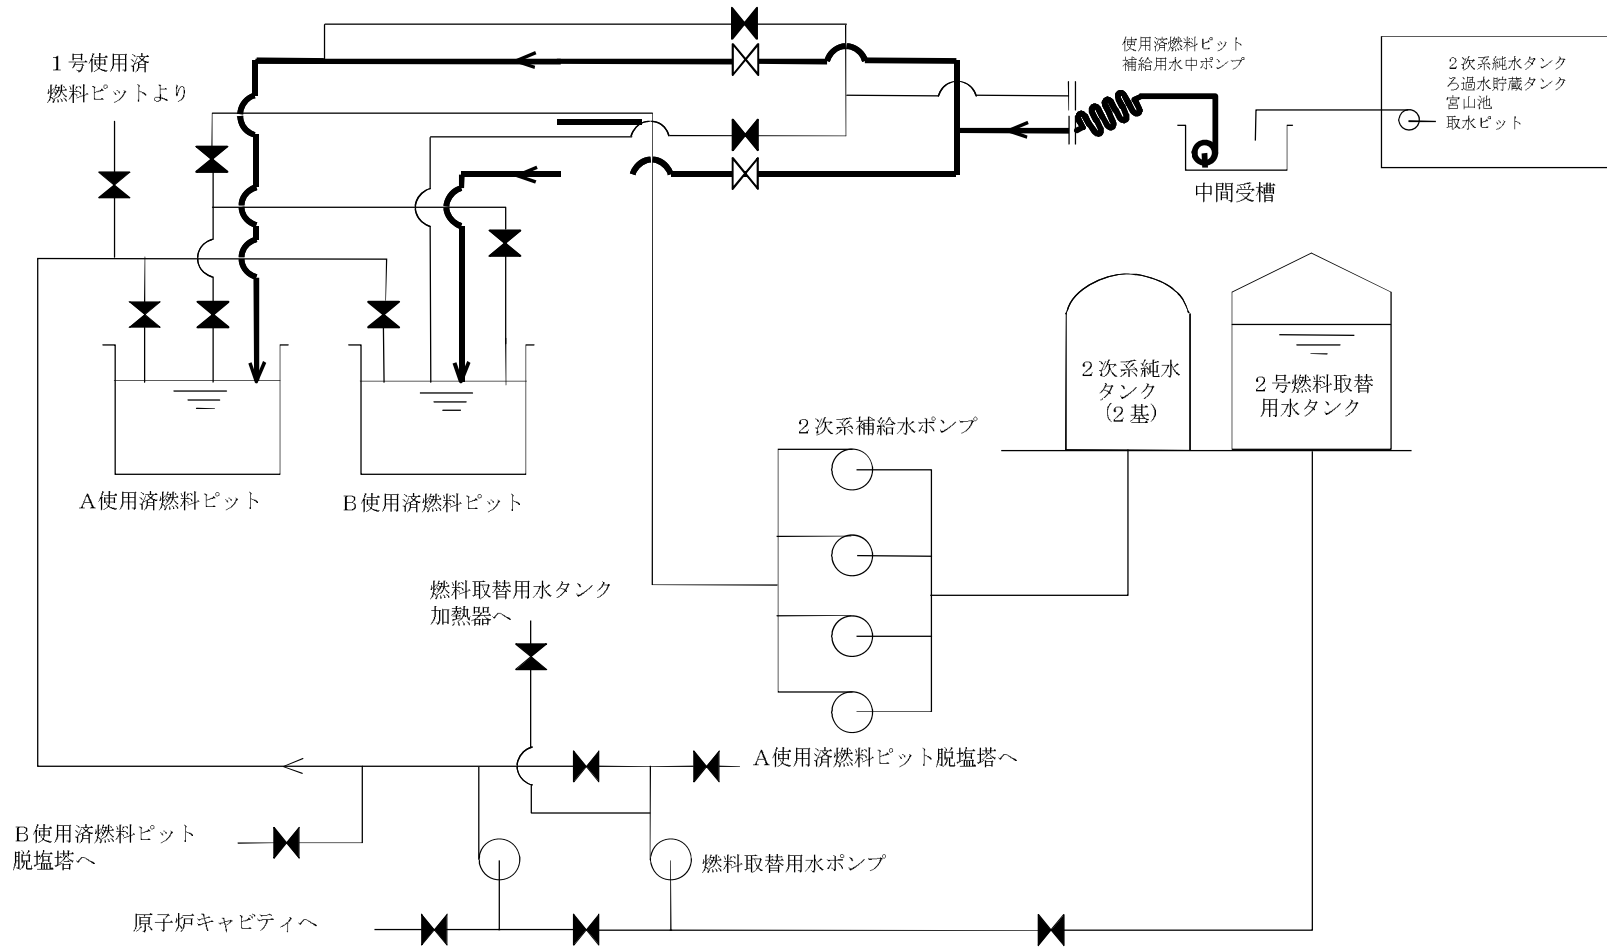 １号使用済
燃料ピットより
使用済燃料ピット
補給用水中ポンプ
２次系純水タンク
ろ過水貯蔵タンク
宮山池
取水ピット
中間受槽
２次系純水
タンク
（２基）
２号燃料取替
用水タンク
２次系補給水ポンプ
Ａ使用済燃料ピット
Ｂ使用済燃料ピット
燃料取替用水タンク
加熱器へ
Ａ使用済燃料ピット脱塩塔へ
Ｂ使用済燃料ピット
脱塩塔へ
燃料取替用水ポンプ
原子炉キャビティへ